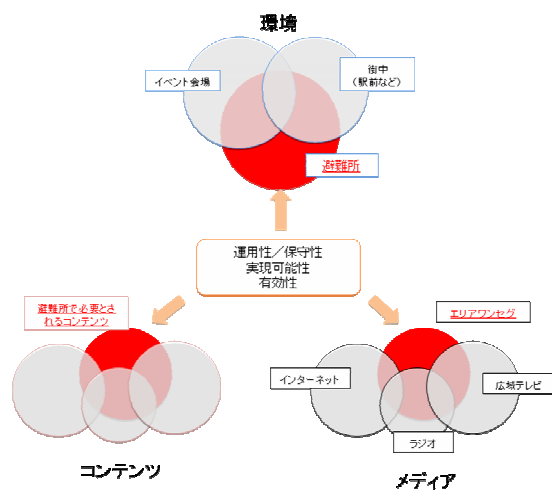 環境
イベント会場
街中
(駅前など)
避難所
運用性/保守性
実現可能性
有効性
避難所で必要とさ
れるコンテンツ
エリアワンセグ
インターネット
広域テレビ
ラジオ
コンテンツ
メディア